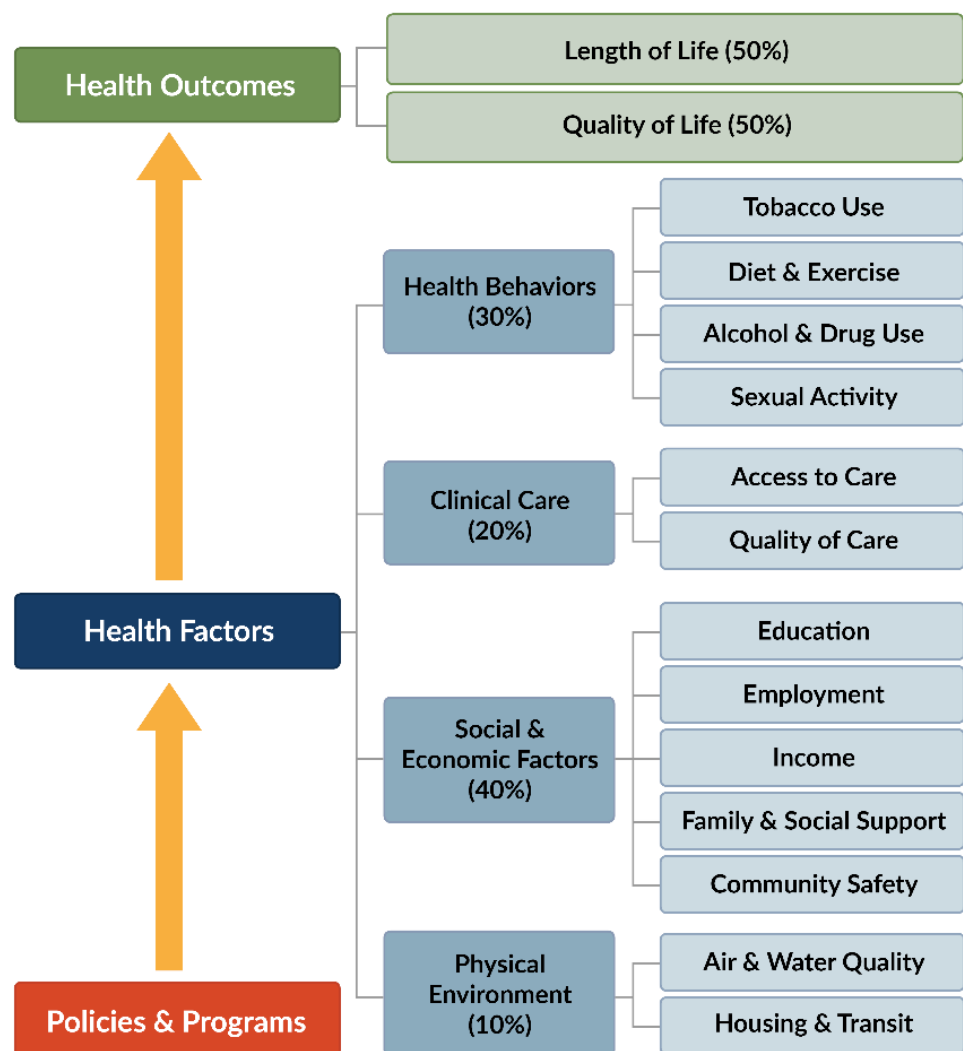 Health Outcomes
Length of Life (50%)
Quality of Life (50%)
Health Factors
Health Behaviors
(30%)
Tobacco Use
Diet & Exercise
Alcohol & Drug Use
Sexual Activity
Clinical Care
(20%)
Access to Care
Quality of Care
Social &
Economic Factors
(40%)
Education
Employment
Income
Family & Social Support
Community Safety
Physical
Environment
(10%)
Air & Water Quality
Housing & Transit
Policies & Programs